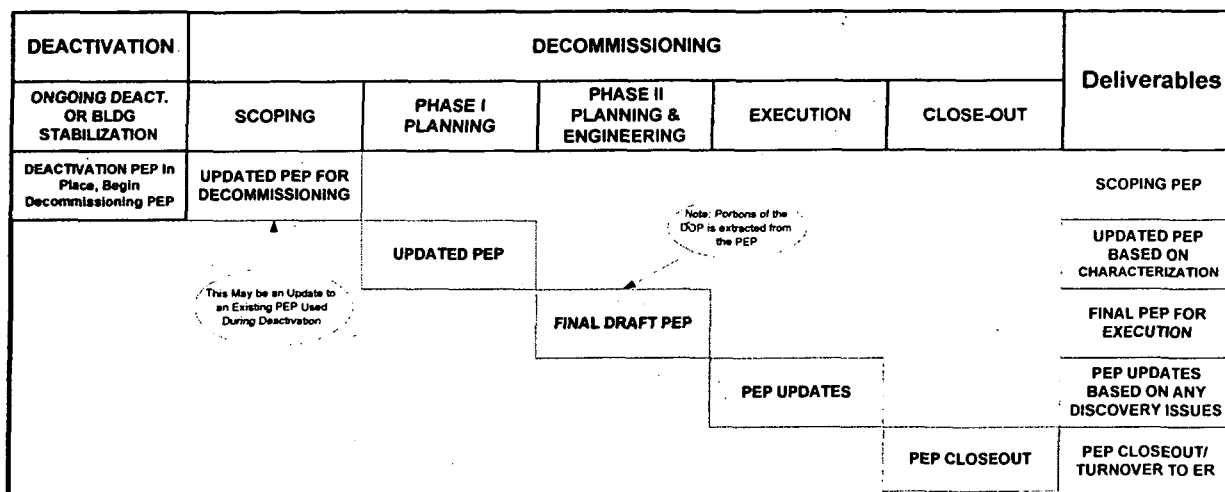 DEACTIVATION
DECOMMISSIONING
Deliverables
ONGOING DEACT.
OR BLDG
STABILIZATION
SCOPING
PHASE I
PLANNING
PHASE II
PLANNING &
ENGINEERING
EXECUTION
CLOSE-OUT
DEACTIVATION PEP In
Place, Begin
Decommissioning PEP
UPDATED PEP FOR
DECOMMISSIONING
SCOPING PEP
Note: Portions of the
DOP is extracted from
the PEP
UPDATED PEP
UPDATED PEP
BASED ON
CHARACTERIZATION
This May be an Update to
an Existing PEP Used
During Deactivation
FINAL DRAFT PEP
FINAL PEP FOR
EXECUTION
PEP UPDATES
PEP UPDATES
BASED ON ANY
DISCOVERY ISSUES
PEP CLOSEOUT
PEP CLOSEOUT/
TURNOVER TO ER